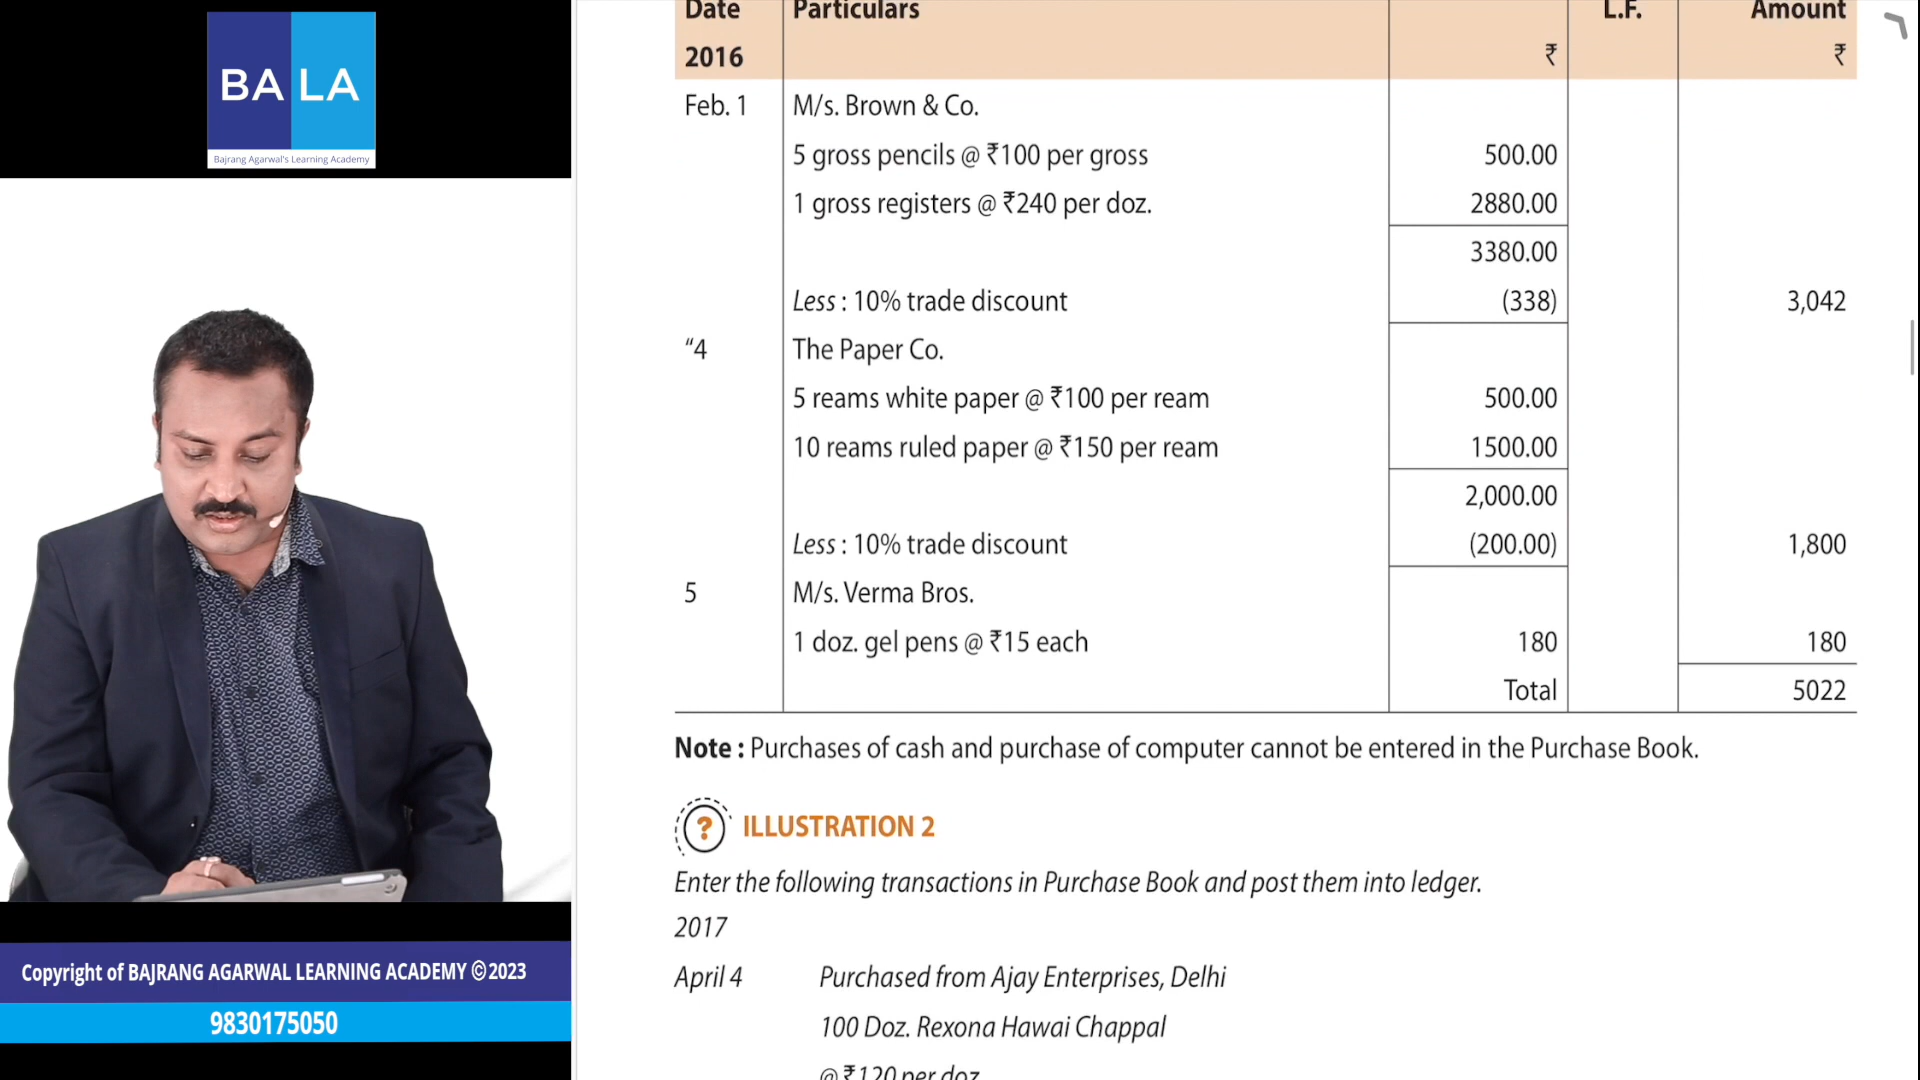 BA LA
Bajrang Agarwal's Learning Academy
Date Particulars L.F. Amount
2016 ₹ ₹
Feb. 1 M/s. Brown & Co.
5 gross pencils @ ₹100 per gross 500.00
1 gross registers @ ₹240 per doz. 2880.00
3380.00
Less : 10% trade discount (338) 3,042
“4 The Paper Co.
5 reams white paper @ ₹100 per ream 500.00
10 reams ruled paper @ ₹150 per ream 1500.00
2,000.00
Less : 10% trade discount (200.00) 1,800
5 M/s. Verma Bros.
1 doz. gel pens @ ₹15 each 180 180
Total 5022
Note : Purchases of cash and purchase of computer cannot be entered in the Purchase Book.
? ILLUSTRATION 2
Enter the following transactions in Purchase Book and post them into ledger.
2017
April 4 Purchased from Ajay Enterprises, Delhi
100 Doz. Rexona Hawai Chappal
@ ₹120 per doz
Copyright of BAJRANG AGARWAL LEARNING ACADEMY ©2023
9830175050